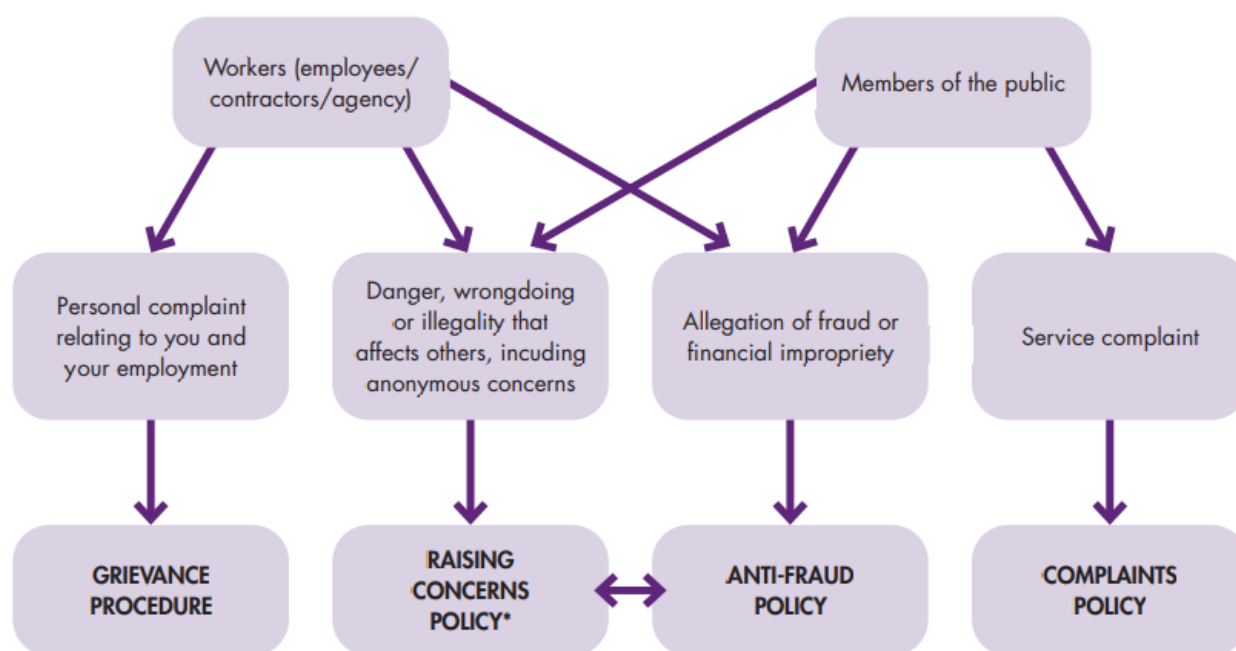 Workers (employees/
contractors/agency)
Members of the public
Personal complaint
relating to you and
your employment
Danger, wrongdoing
or illegality that
affects others, incuding
anonymous concerns
Allegation of fraud or
financial impropriety
Service complaint
GRIEVANCE
PROCEDURE
RAISING
CONCERNS
POLICY*
ANTI-FRAUD
POLICY
COMPLAINTS
POLICY